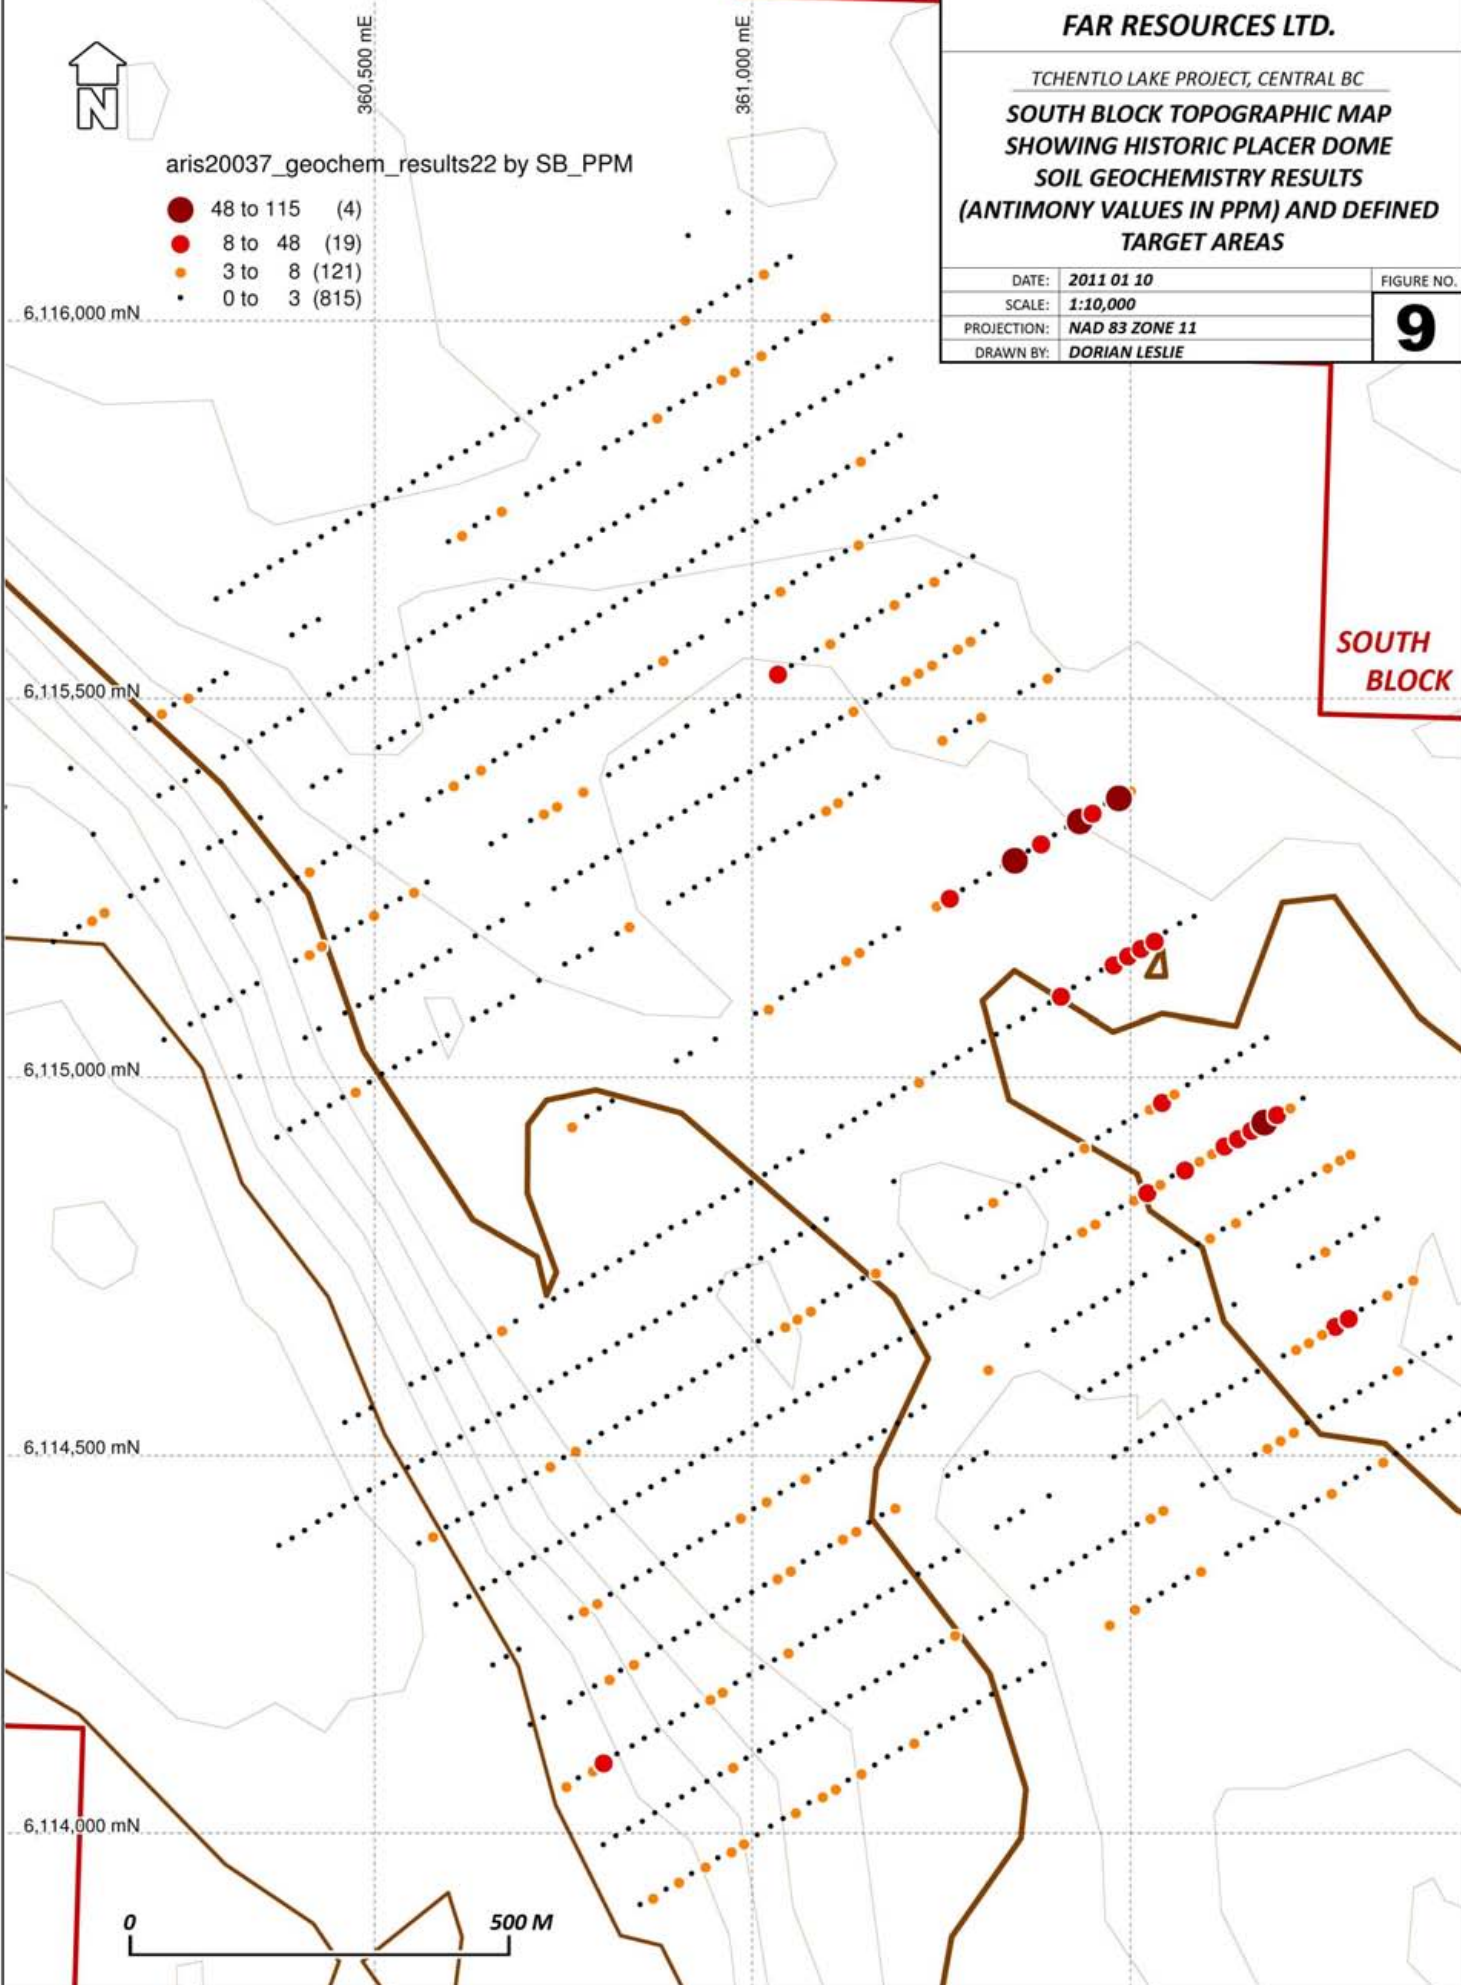 360,500 mE
361,000 mE
FAR RESOURCES LTD.
TCHENTLO LAKE PROJECT, CENTRAL BC
SOUTH BLOCK TOPOGRAPHIC MAP
SHOWING HISTORIC PLACER DOME
SOIL GEOCHEMISTRY RESULTS
(ANTIMONY VALUES IN PPM) AND DEFINED
TARGET AREAS
DATE: 2011 01 10
SCALE: 1:10,000
PROJECTION: NAD 83 ZONE 11
DRAWN BY: DORIAN LESLIE
FIGURE NO.
9
N
aris20037_geochem_results22 by SB_PPM
48 to 115 (4)
8 to 48 (19)
3 to 8 (121)
0 to 3 (815)
6,116,000 mN
SOUTH
BLOCK
6,115,500 mN
6,115,000 mN
6,114,500 mN
6,114,000 mN
0 500 M